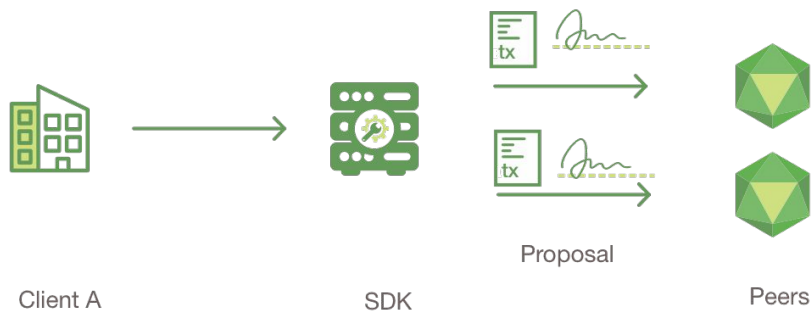 tx
tx
Proposal
Client A
SDK
Peers